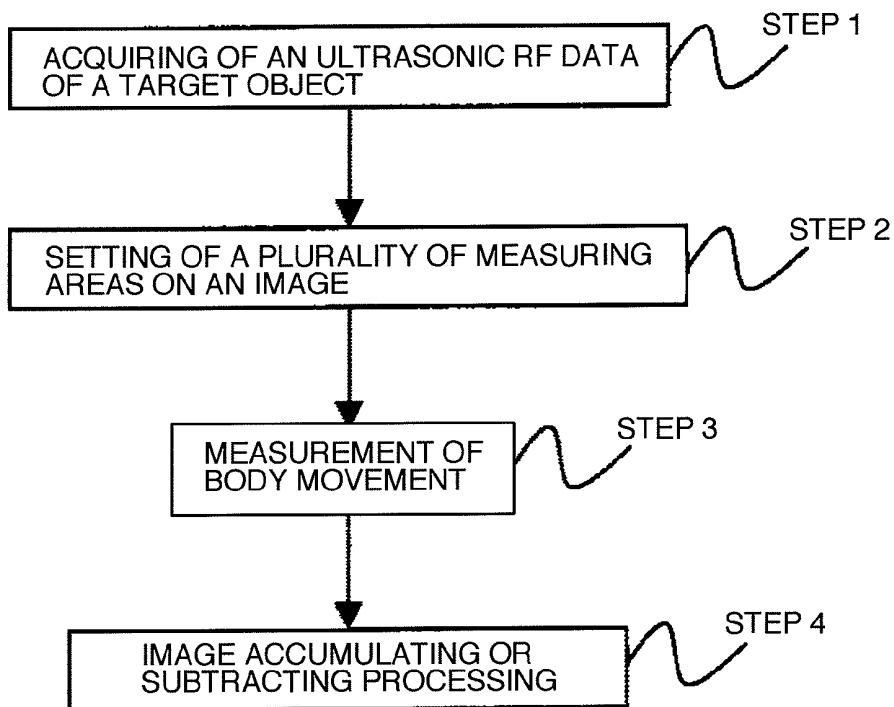 STEP 1
ACQUIRING OF AN ULTRASONIC RF DATA
OF A TARGET OBJECT
STEP 2
SETTING OF A PLURALITY OF MEASURING
AREAS ON AN IMAGE
STEP 3
MEASUREMENT OF
BODY MOVEMENT
STEP 4
IMAGE ACCUMULATING OR
SUBTRACTING PROCESSING